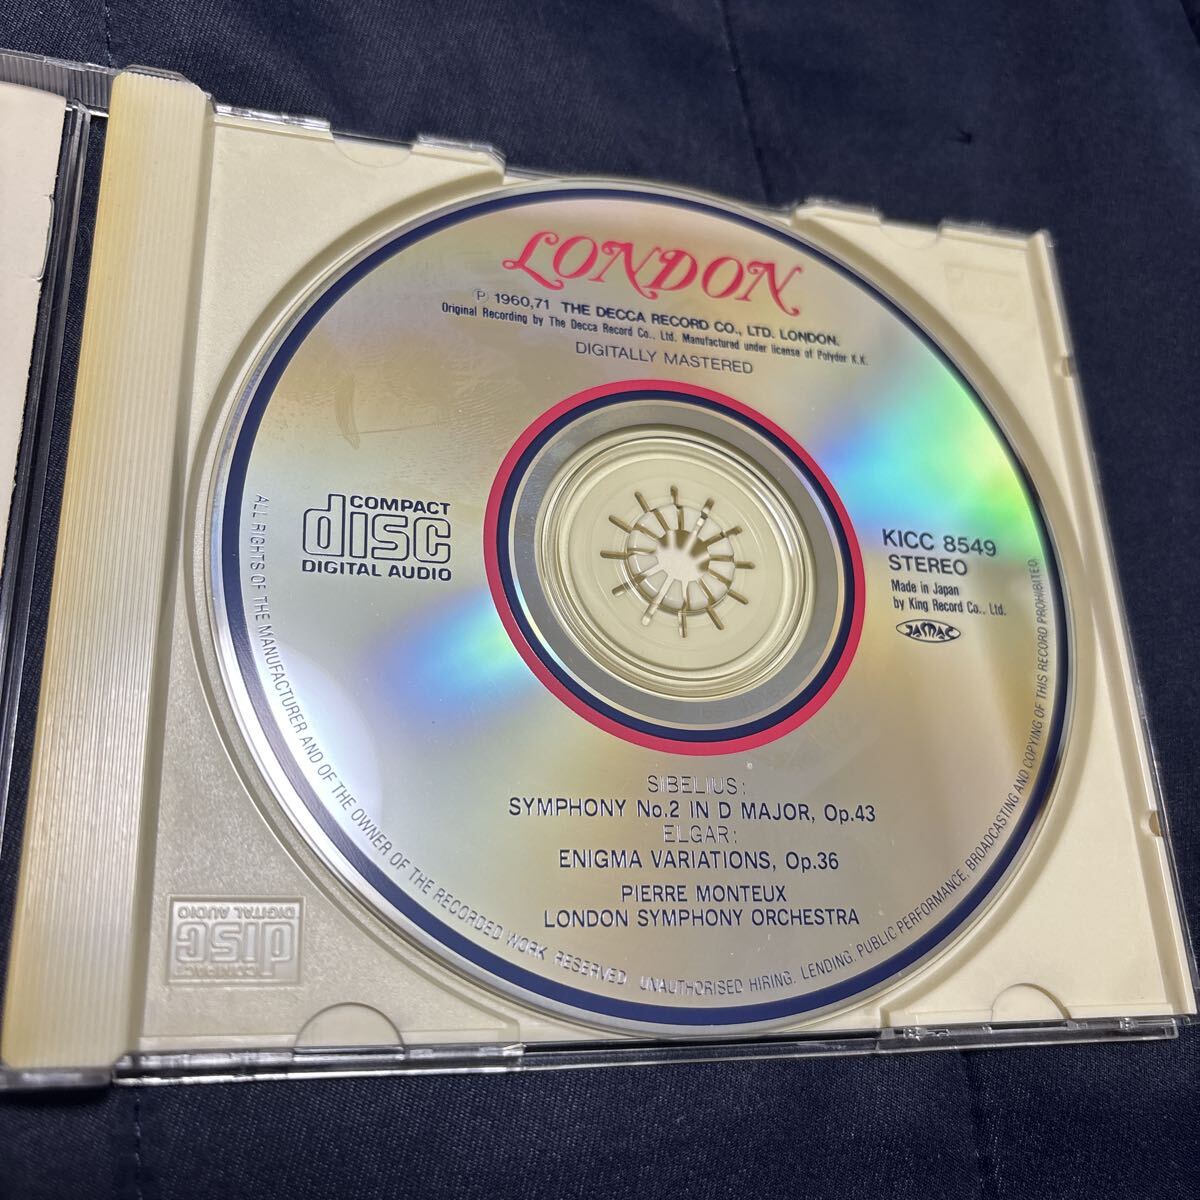 LONDON
℗ 1960,71 THE DECCA RECORD CO., LTD. LONDON.
Original Recording by The Decca Record Co., Ltd. Manufactured under license of Polydor K.K.
DIGITALLY MASTERED
COMPACT
disc
DIGITAL AUDIO
KICC 8549
STEREO
Made in Japan
by King Record Co., Ltd.
JASRAC
SIBELIUS:
SYMPHONY No.2 IN D MAJOR, Op.43
ELGAR:
ENIGMA VARIATIONS, Op.36
PIERRE MONTEUX
LONDON SYMPHONY ORCHESTRA
ALL RIGHTS OF THE MANUFACTURER AND OF THE OWNER OF THE RECORDED WORK RESERVED. UNAUTHORISED HIRING, LENDING, PUBLIC PERFORMANCE, BROADCASTING AND COPYING OF THIS RECORD PROHIBITED.
COMPACT
disc
DIGITAL AUDIO